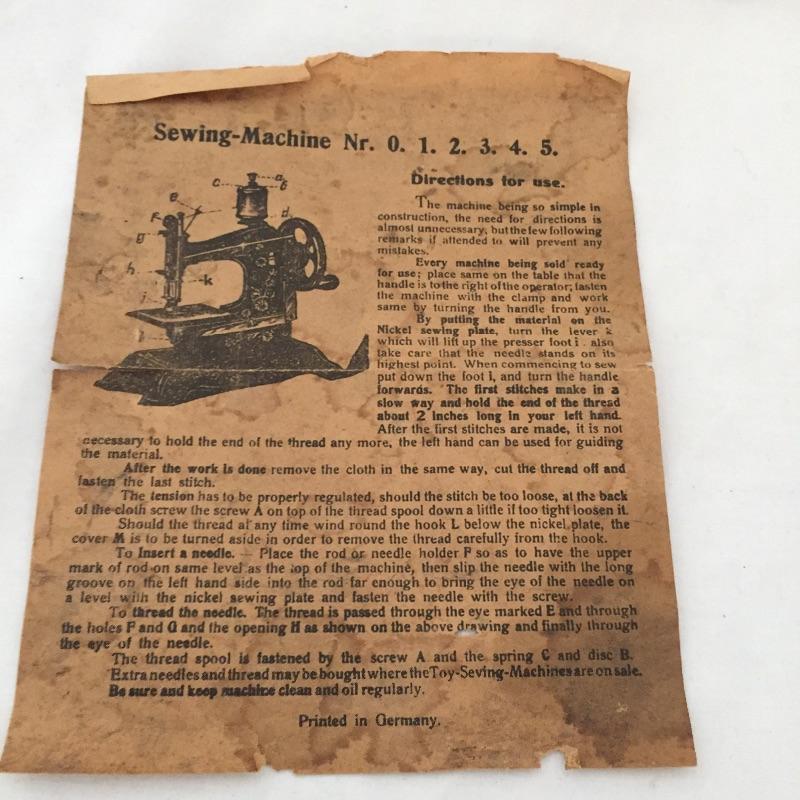 Sewing-Machine Nr. 0. 1. 2. 3. 4. 5.
c a
b
e
d
F
g
h
k
Directions for use.
The machine being so simple in
construction, the need for directions is
almost unnecessary, but the few following
remarks if attended to will prevent any
mistakes.
Every machine being sold ready
for use; place same on the table that the
handle is to the right of the operator; fasten
the machine with the clamp and work
same by turning the handle from you.
By putting the material on the
Nickel sewing plate, turn the lever k
which will lift up the presser foot i. also
take care that the needle stands on its
highest point. When commencing to sew
put down the foot i, and turn the handle
forwards. The first stitches make in a
slow way and hold the end of the thread
about 2 inches long in your left hand.
After the first stitches are made, it is not
necessary to hold the end of the thread any more, the left hand can be used for guiding
the material.
After the work is done remove the cloth in the same way, cut the thread off and
fasten the last stitch.
The tension has to be properly regulated, should the stitch be too loose, at the back
of the cloth screw the screw A on top of the thread spool down a little if too tight loosen it.
Should the thread at any time wind round the hook L below the nickel plate, the
cover M is to be turned aside in order to remove the thread carefully from the hook.
To insert a needle. — Place the rod or needle holder F so as to have the upper
mark of rod on same level as the top of the machine, then slip the needle with the long
groove on the left hand side into the rod far enough to bring the eye of the needle on
a level with the nickel sewing plate and fasten the needle with the screw.
To thread the needle. The thread is passed through the eye marked E and through
the holes F and G and the opening H as shown on the above drawing and finally through
the eye of the needle.
The thread spool is fastened by the screw A and the spring C and disc B.
Extra needles and thread may be bought where the Toy-Seving-Machines are on sale.
Be sure and keep machine clean and oil regularly.
Printed in Germany.